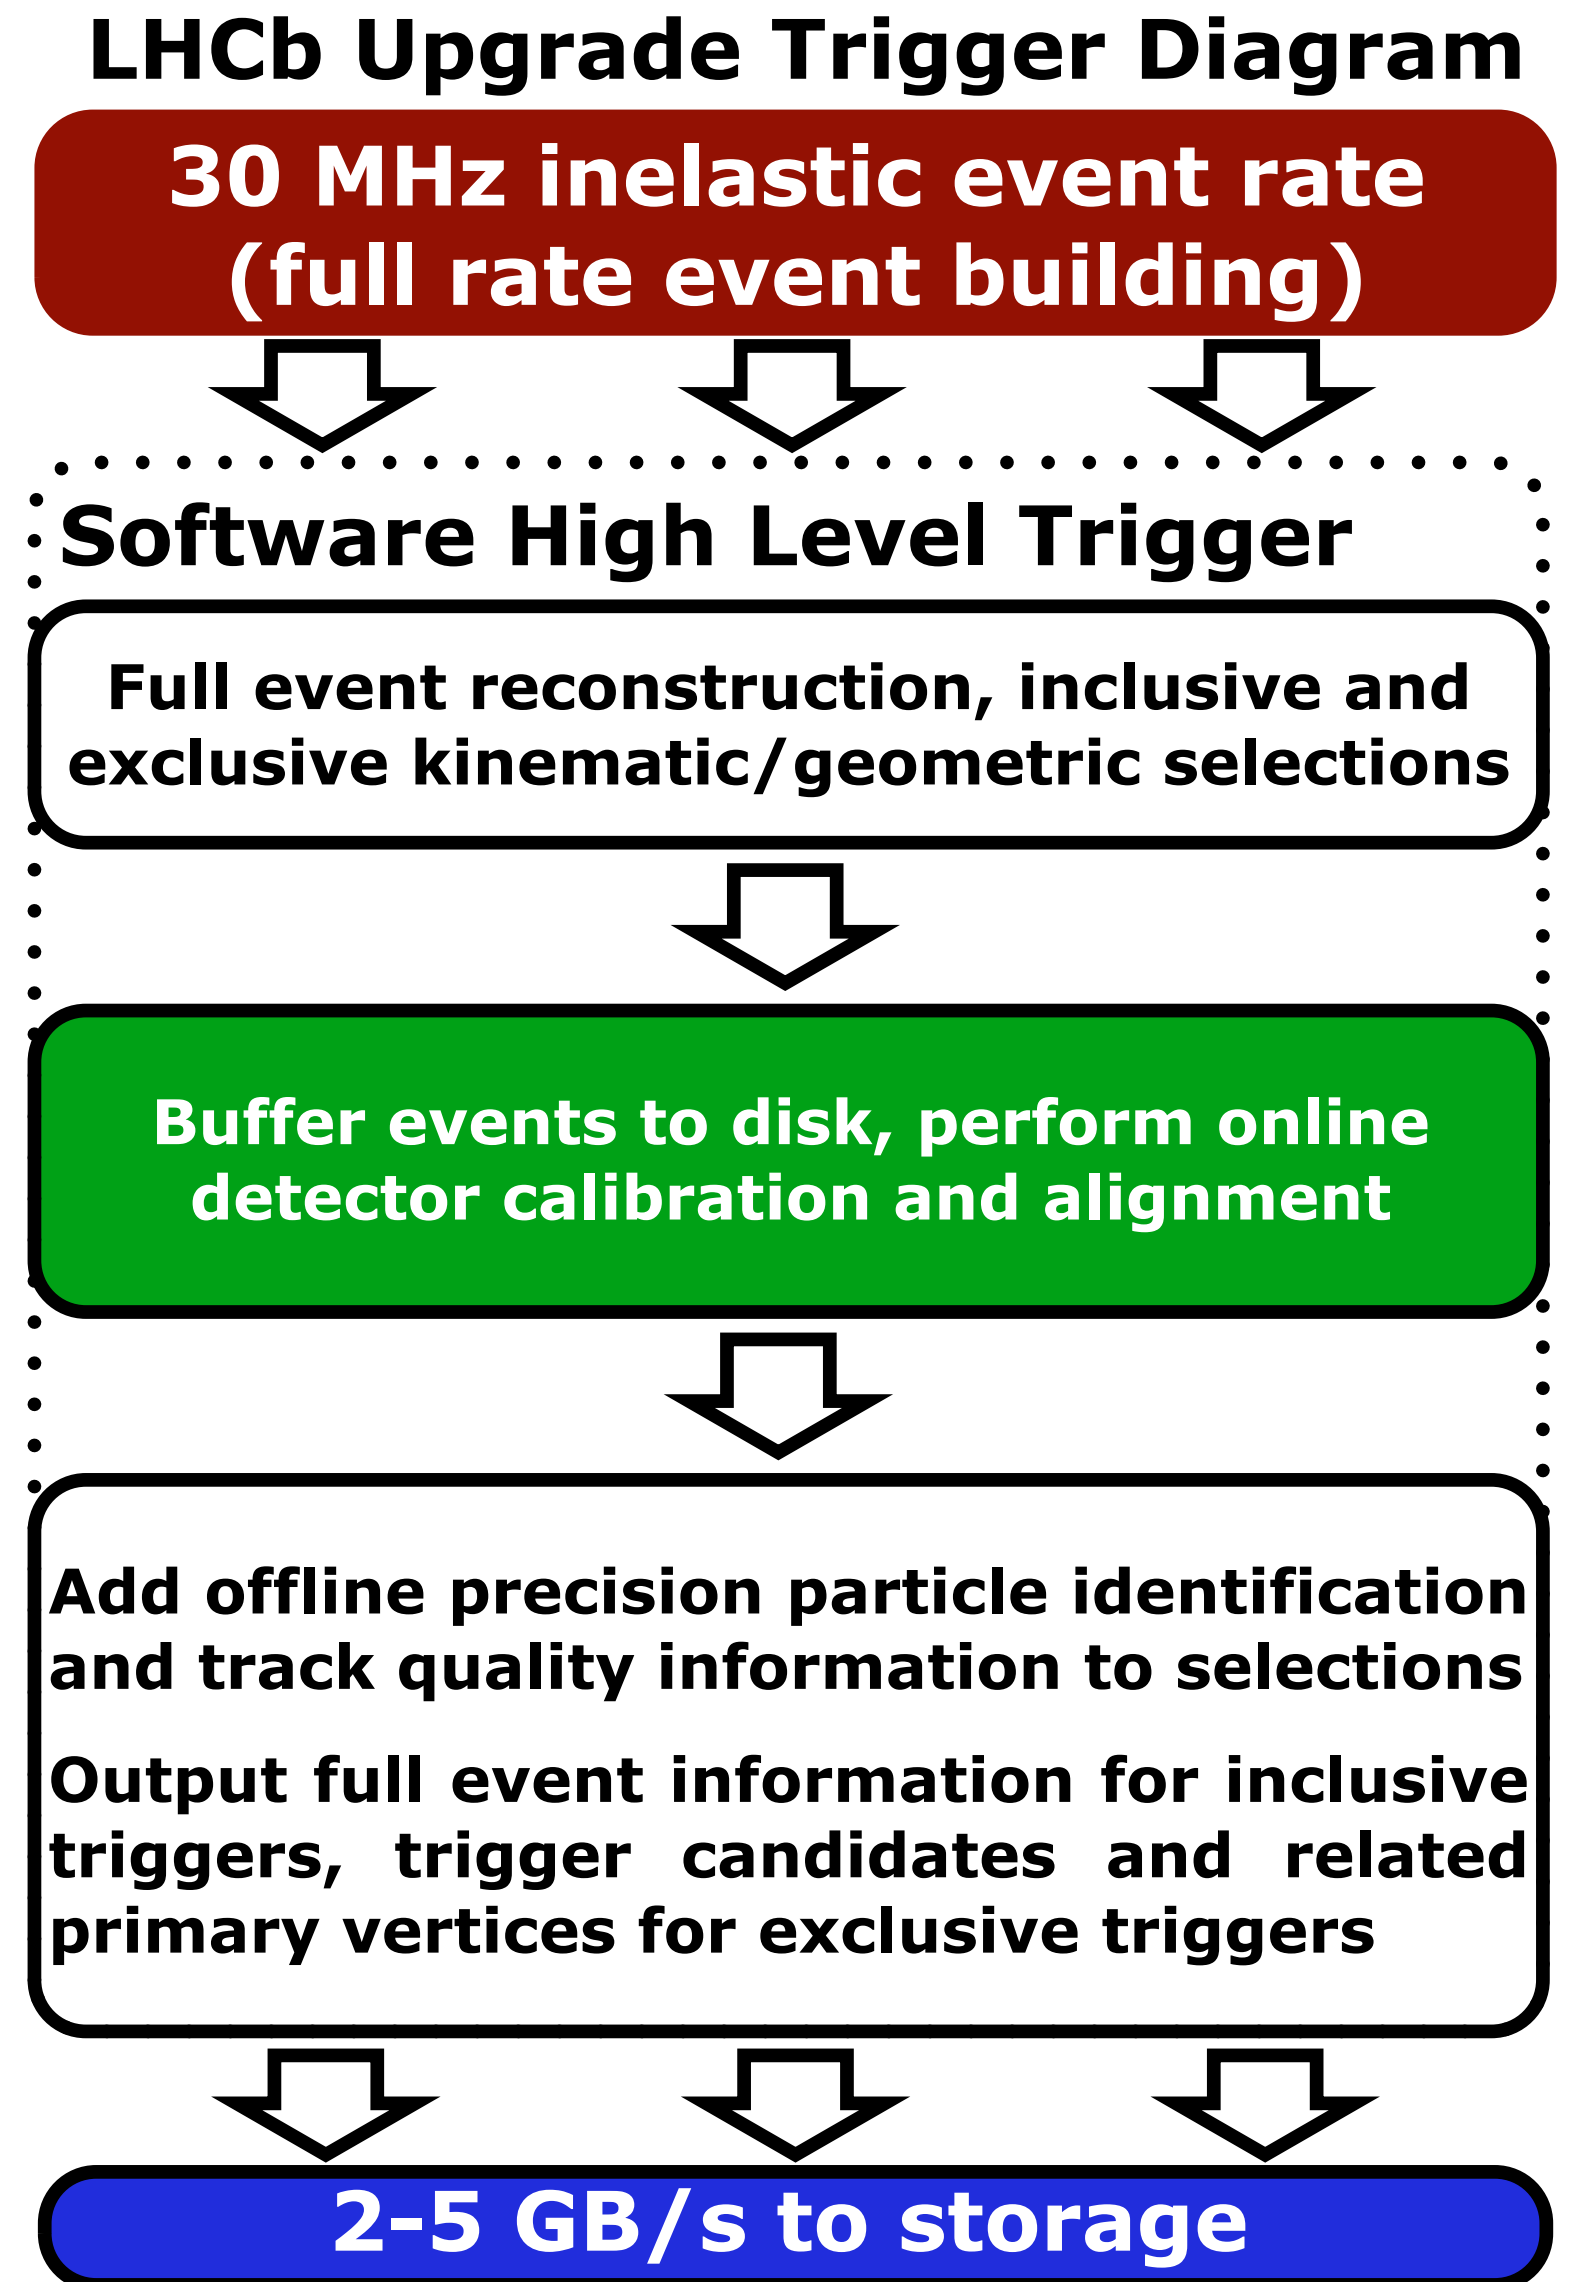 LHCb Upgrade Trigger Diagram
30 MHz inelastic event rate
(full rate event building)
Software High Level Trigger
Full event reconstruction, inclusive and
exclusive kinematic/geometric selections
Buffer events to disk, perform online
detector calibration and alignment
Add offline precision particle identification
and track quality information to selections
Output full event information for inclusive
triggers, trigger candidates and related
primary vertices for exclusive triggers
2-5 GB/s to storage